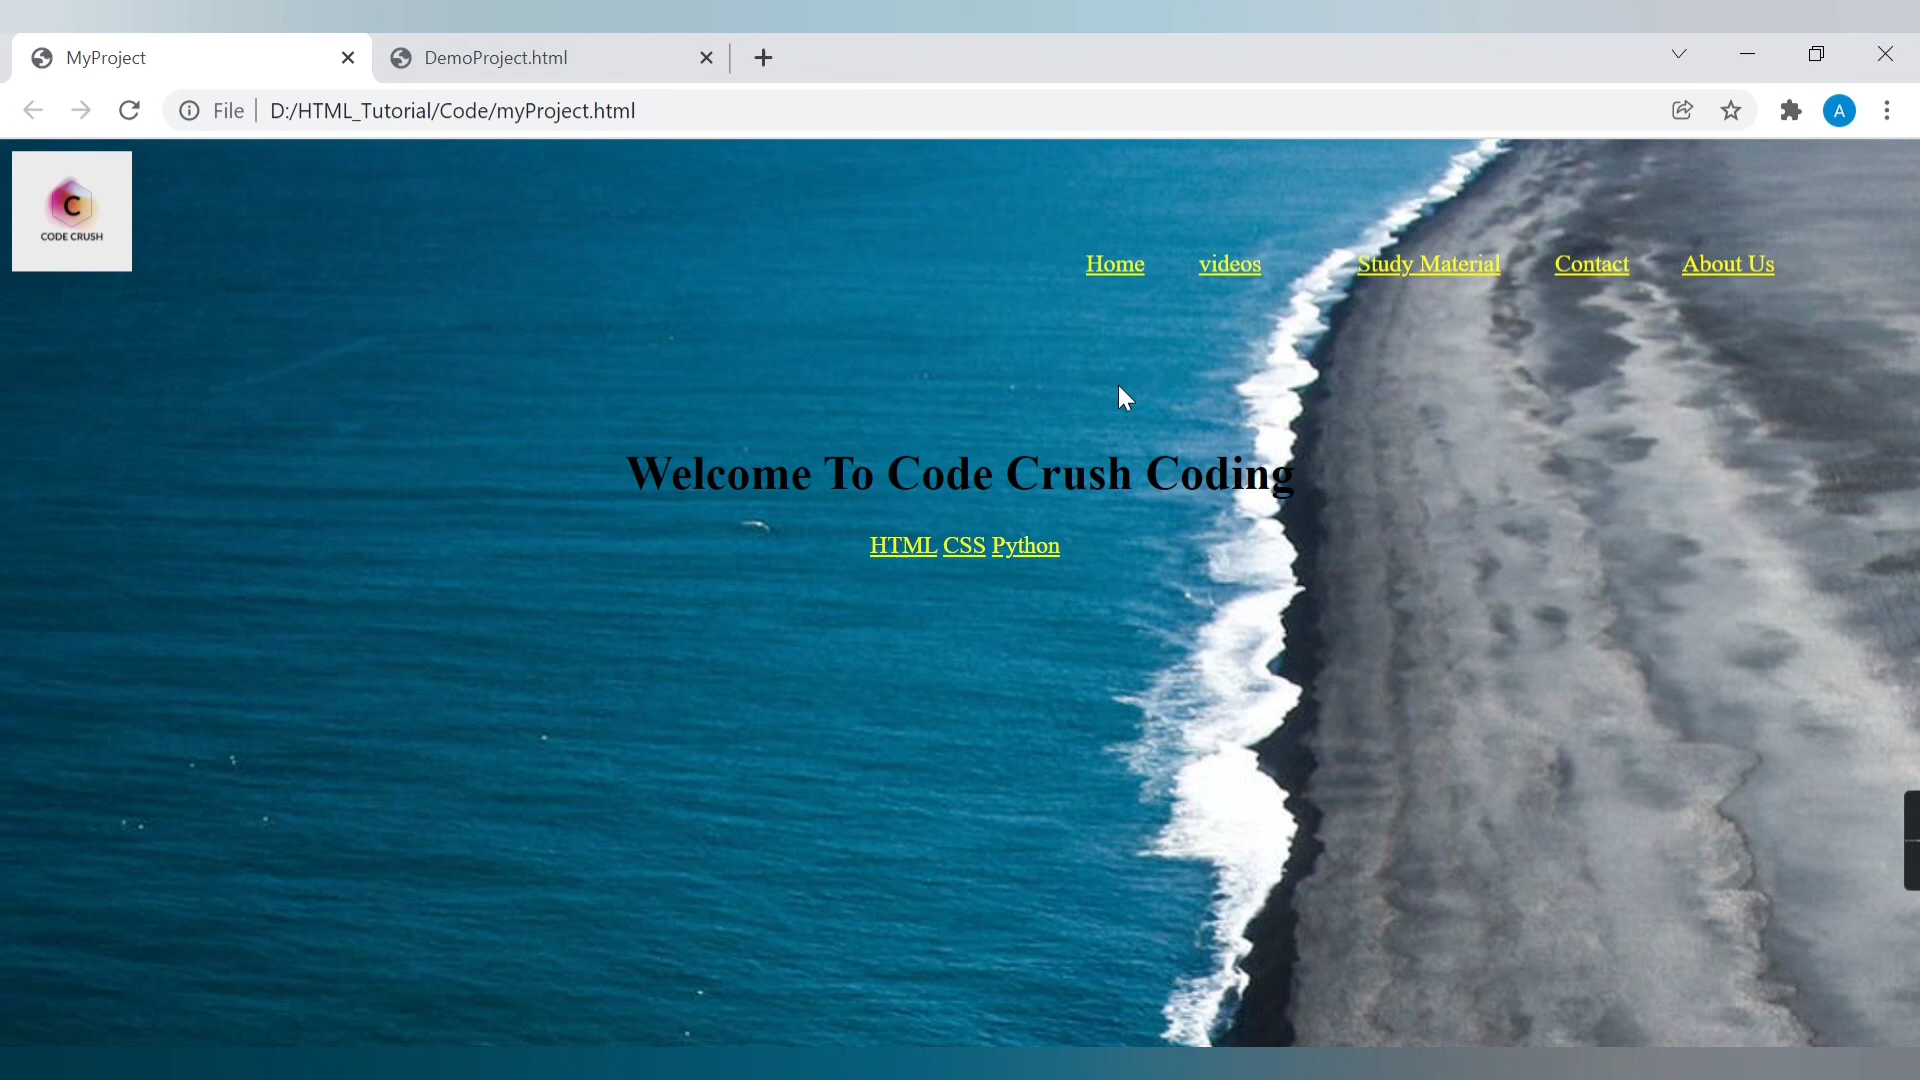 MyProject
DemoProject.html
File
D:/HTML_Tutorial/Code/myProject.html
A
C
CODE CRUSH
Home videos Study Material Contact About Us
Welcome To Code Crush Coding
HTML CSS Python